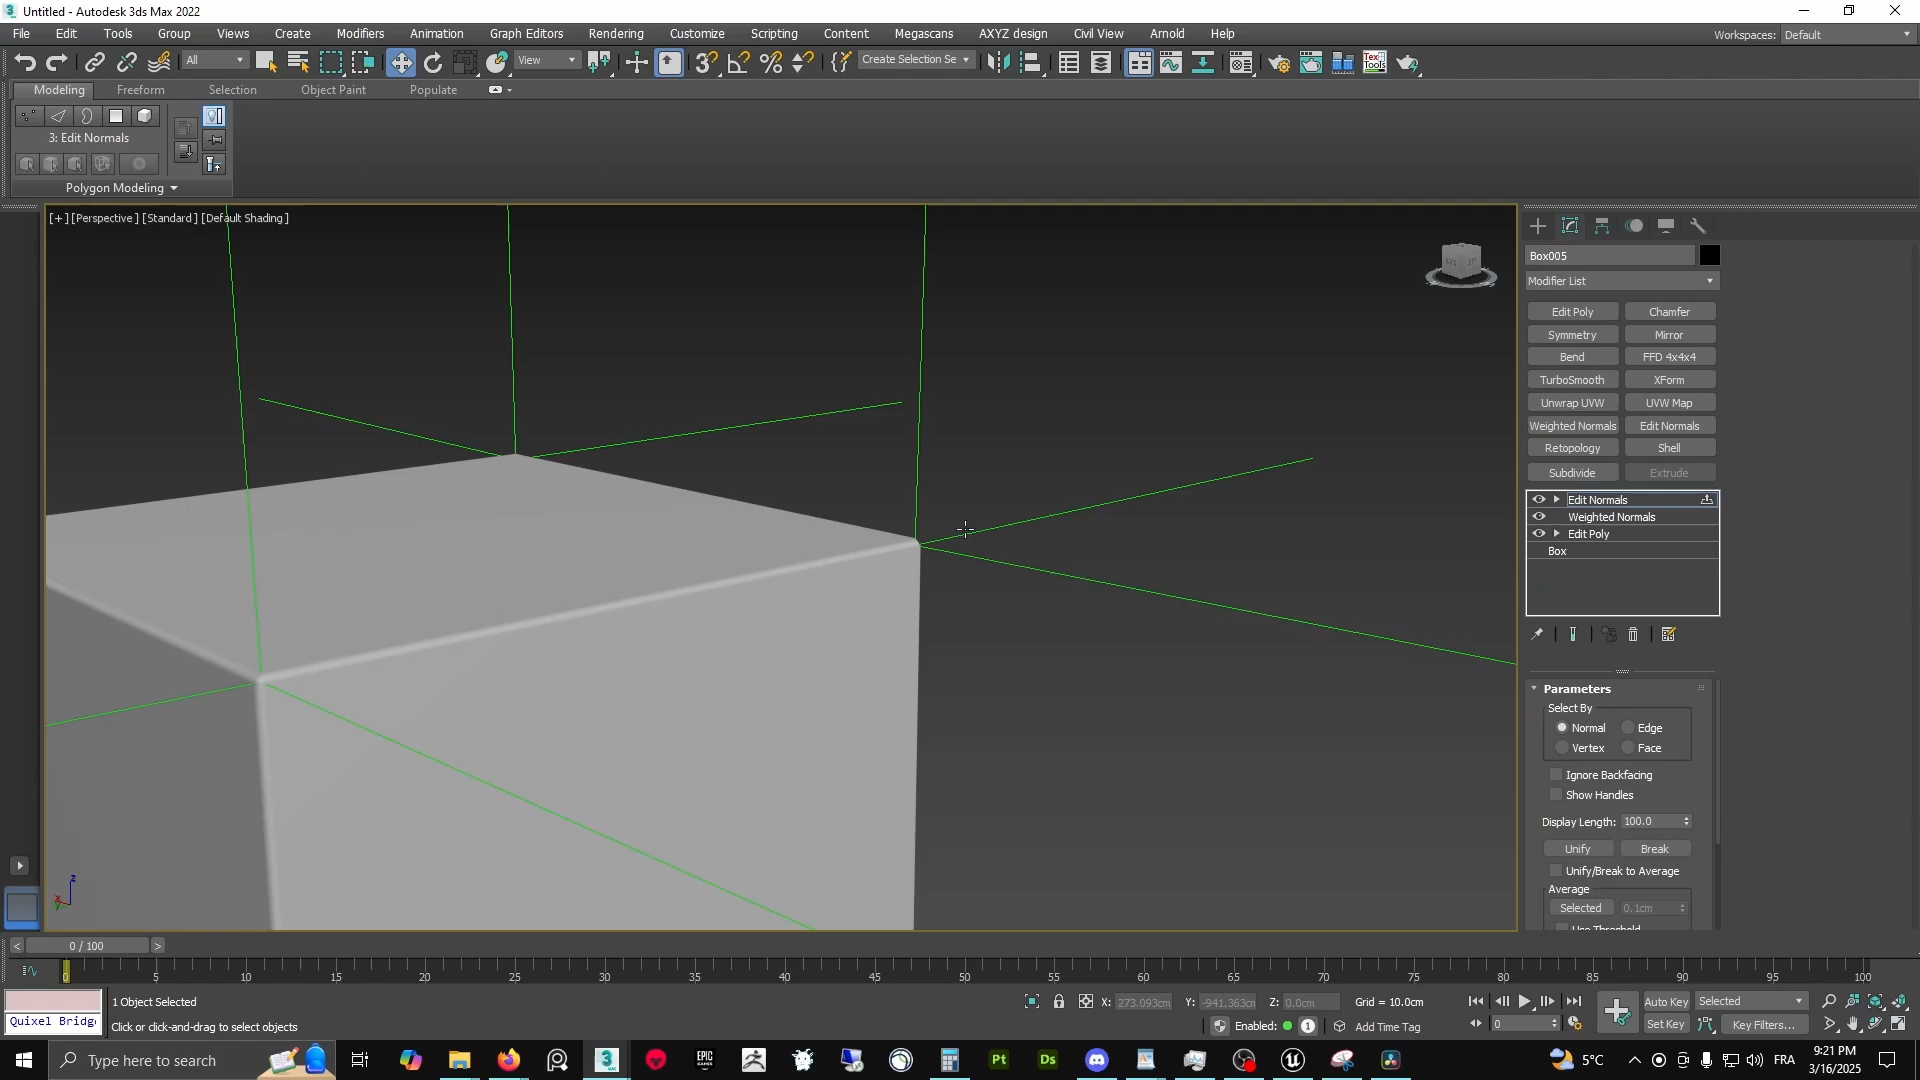 Untitled - Autodesk 3ds Max 2022
File Edit Tools Group Views Create Modifiers Animation Graph Editors Rendering Customize Scripting Content Megascans AXYZ design Civil View Arnold Help
Workspaces: Default
All View Create Selection Se
Modeling Freeform Selection Object Paint Populate
3: Edit Normals
Polygon Modeling
[+] [Perspective] [Standard] [Default Shading]
Box005
Modifier List
Edit Poly Chamfer
Symmetry Mirror
Bend FFD 4x4x4
TurboSmooth XForm
Unwrap UVW UVW Map
Weighted Normals Edit Normals
Retopology Shell
Subdivide Extrude
Edit Normals
Weighted Normals
Edit Poly
Box
Parameters
Select By
Normal Edge
Vertex Face
Ignore Backfacing
Show Handles
Display Length: 100.0
Unify Break
Unify/Break to Average
Average
Selected 0.1cm
Use Threshold
z
0 / 100
0 5 10 15 20 25 30 35 40 45 50 55 60 65 70 75 80 85 90 95 100
1 Object Selected
X: 273.093cm Y: -941.363cm Z: 0.0cm Grid = 10.0cm
Auto Key Selected
Quixel Bridg
Click or click-and-drag to select objects
Enabled: 1 Add Time Tag
0
Set Key Key Filters...
Type here to search
EPIC GAMES
Pt
Ds
5°C
FRA
9:21 PM
3/16/2025